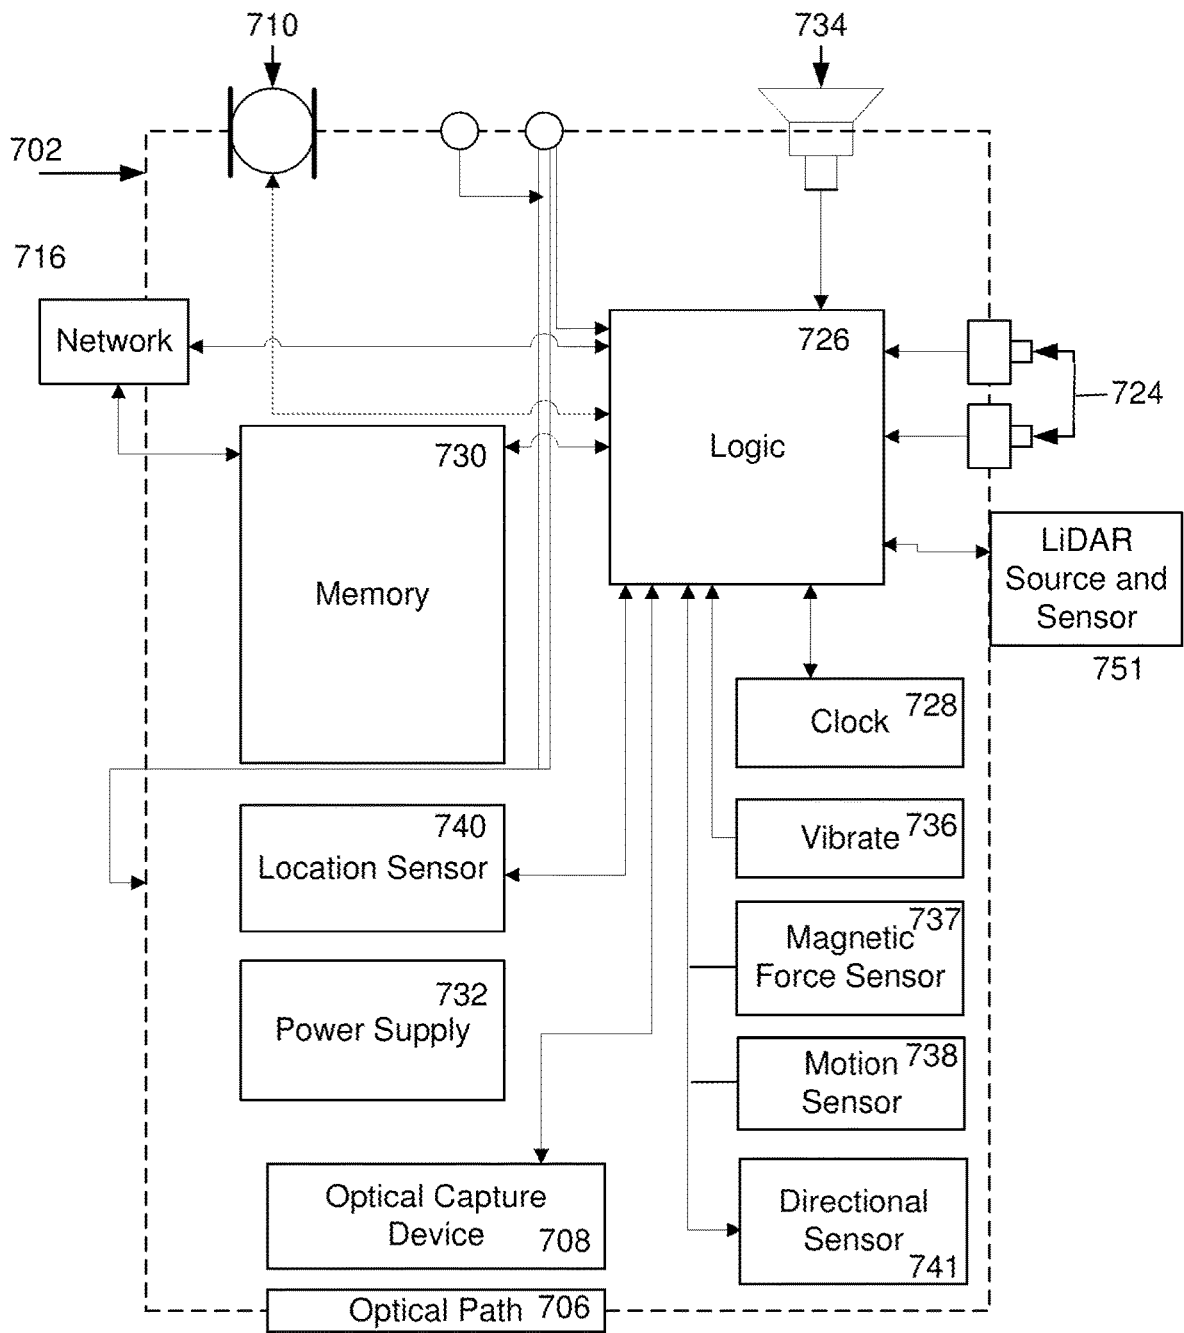 710
734
702
716
Network
726
Logic
724
730
Memory
LiDAR
Source and
Sensor
751
728
Clock
740
Location Sensor
736
Vibrate
737
Magnetic
Force Sensor
732
Power Supply
738
Motion
Sensor
Optical Capture
Device
708
Directional
Sensor
741
Optical Path 706